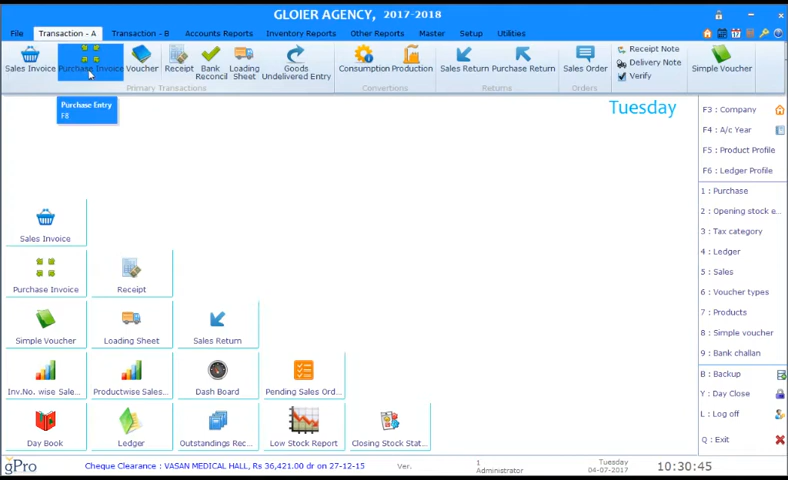 GLOIER AGENCY, 2017-2018
File Transaction - A Transaction - B Accounts Reports Inventory Reports Other Reports Master Setup Utilities
Sales Invoice Purchase Invoice Voucher Receipt Bank Reconcil Loading Sheet Goods Undelivered Entry Consumption Production Sales Return Purchase Return Sales Order Receipt Note Delivery Note Verify Simple Voucher
Primary Transactions Convertions Returns Orders
Purchase Entry
F8
Tuesday
F3 : Company
F4 : A/c Year
F5 : Product Profile
F6 : Ledger Profile
1 : Purchase
2 : Opening stock e...
3 : Tax category
4 : Ledger
5 : Sales
6 : Voucher types
7 : Products
8 : Simple voucher
9 : Bank challan
B : Backup
Y : Day Close
L : Log off
Q : Exit
Sales Invoice
Purchase Invoice Receipt
Simple Voucher Loading Sheet Sales Return
Inv.No. wise Sale... Productwise Sales... Dash Board Pending Sales Ord...
Day Book Ledger Outstandings Rec... Low Stock Report Closing Stock Stat...
gPro Cheque Clearance : VASAN MEDICAL HALL, Rs 36,421.00 dr on 27-12-15 Ver. 1 Administrator Tuesday 04-07-2017 10:30:45